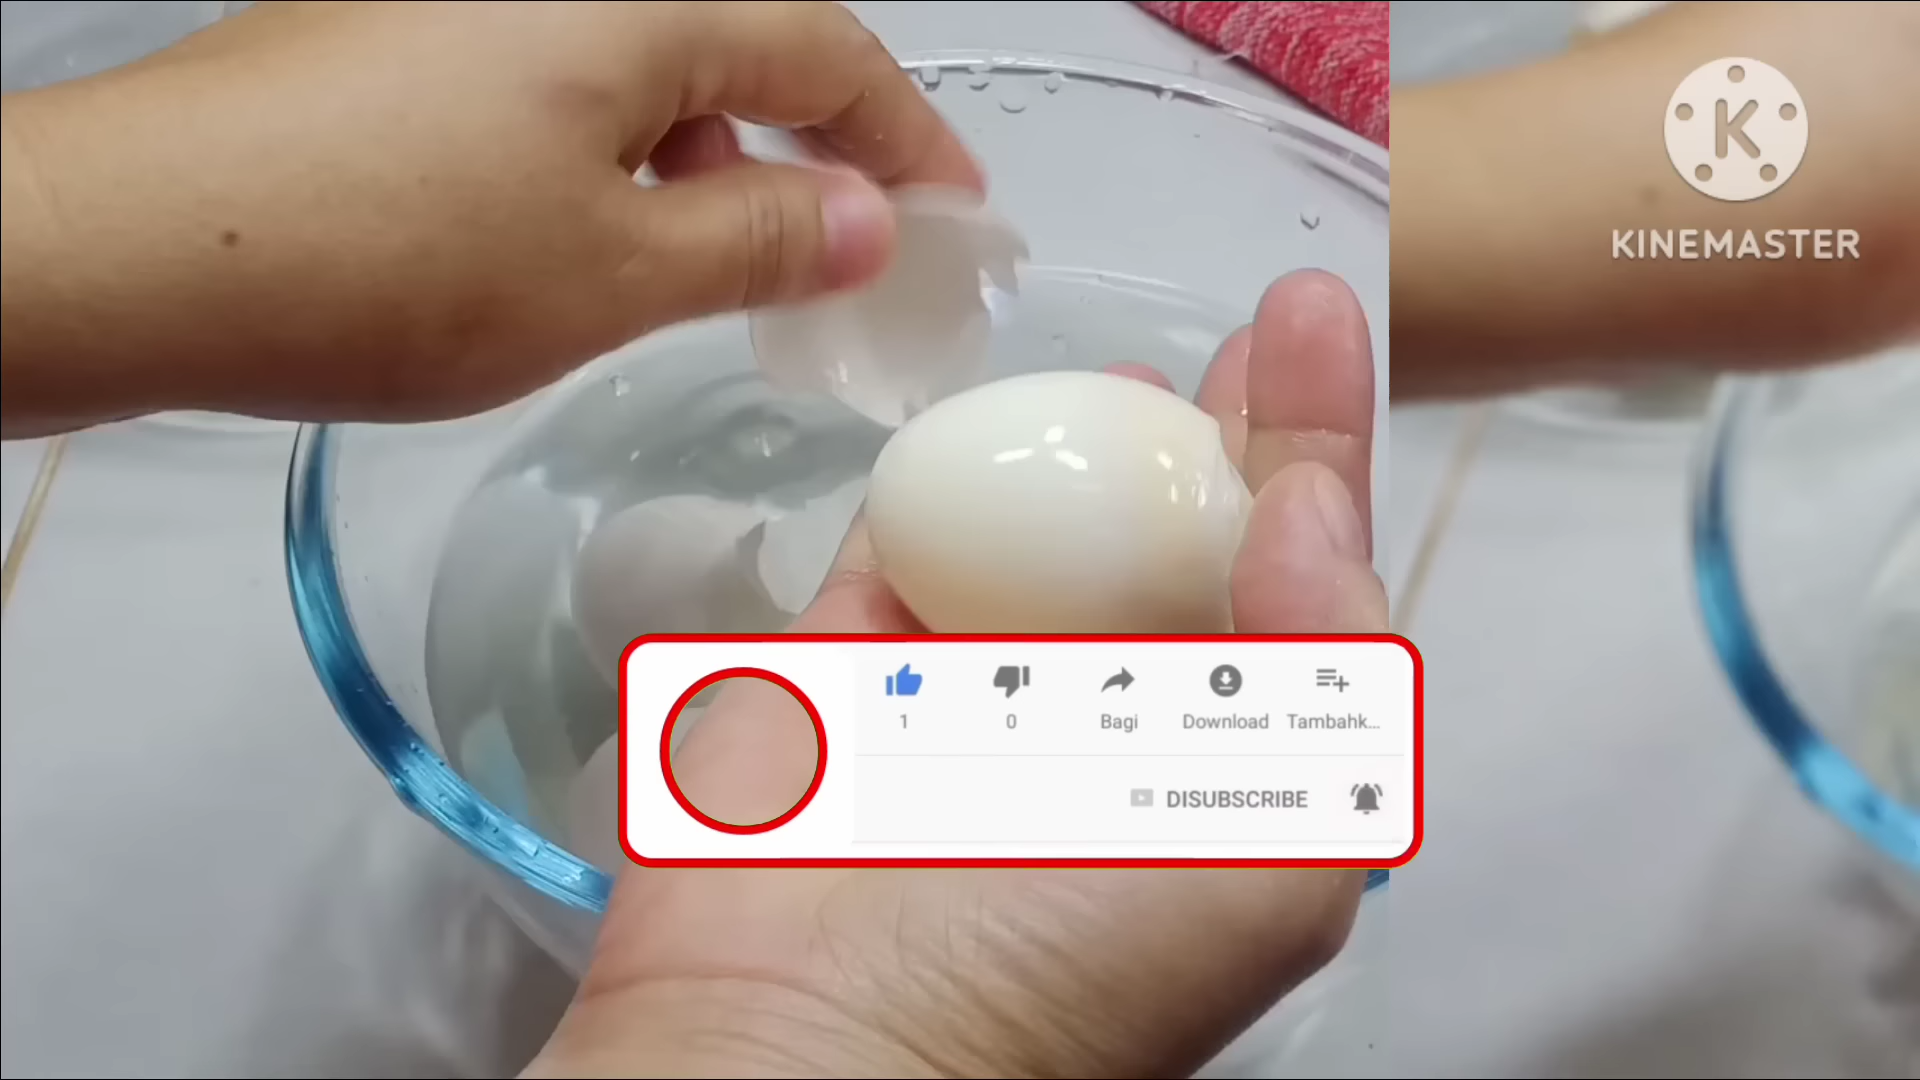 K
KINEMASTER
1
0
Bagi
Download
Tambahk...
DISUBSCRIBE